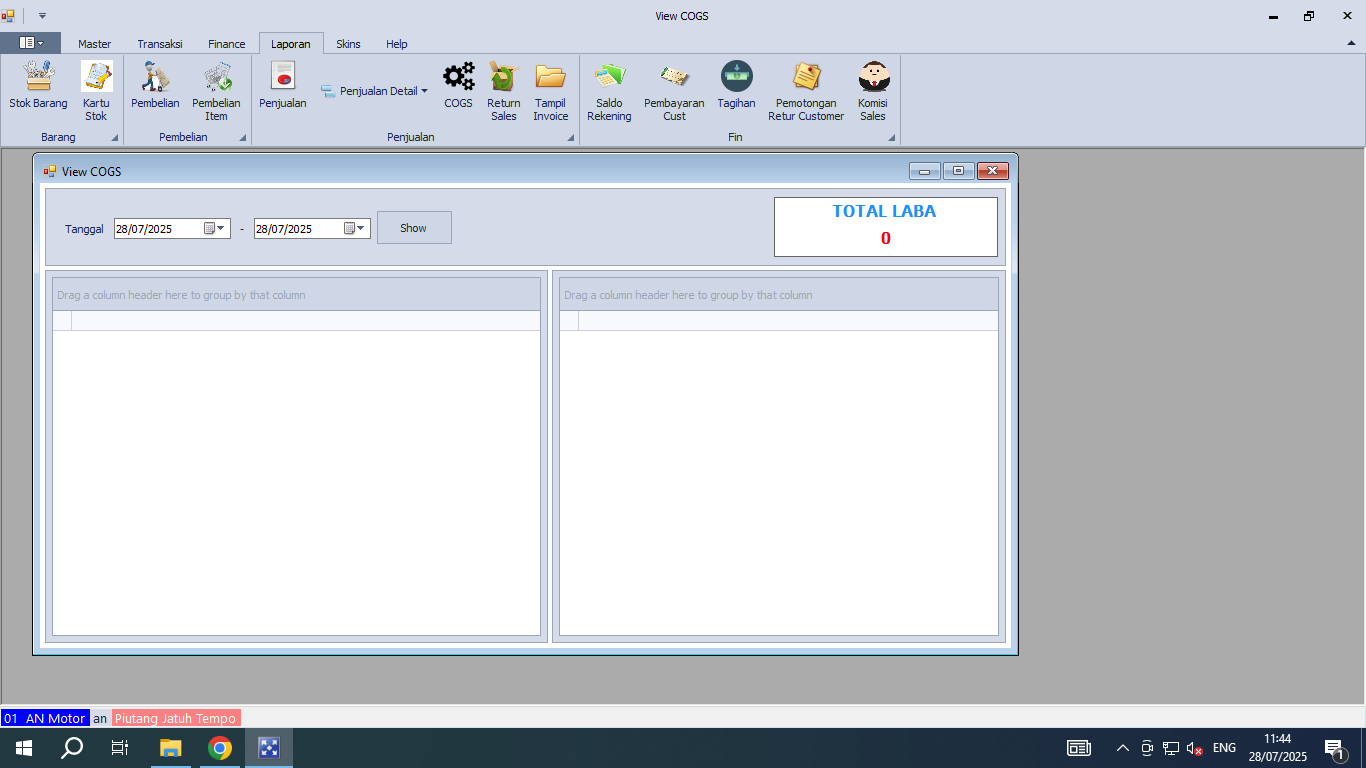 View COGS
Master Transaksi Finance Laporan Skins Help
Stok Barang
Kartu Stok
Barang
Pembelian
Pembelian Item
Pembelian
Penjualan
Penjualan Detail
COGS
Return Sales
Tampil Invoice
Penjualan
Saldo Rekening
Pembayaran Cust
Tagihan
Pemotongan Retur Customer
Komisi Sales
Fin
View COGS
Tanggal 28/07/2025 - 28/07/2025 Show
TOTAL LABA
0
Drag a column header here to group by that column
Drag a column header here to group by that column
01 AN Motor an Piutang Jatuh Tempo
ENG
11:44
28/07/2025
1